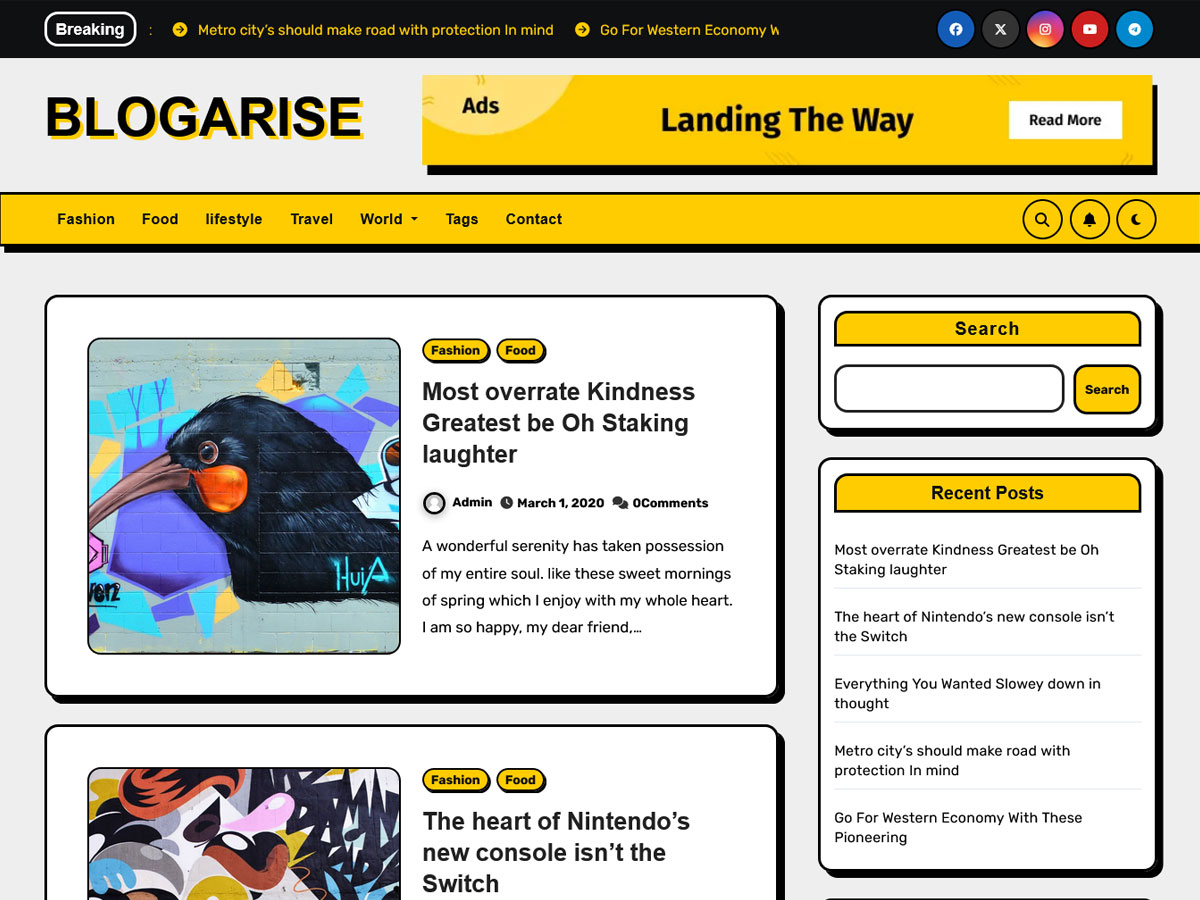 Breaking : Metro city's should make road with protection In mind Go For Western Economy W
BLOGARISE
Ads
Landing The Way
Read More
Fashion Food lifestyle Travel World Tags Contact
Fashion Food
Most overrate Kindness
Greatest be Oh Staking
laughter
Admin March 1, 2020 0Comments
A wonderful serenity has taken possession
of my entire soul. like these sweet mornings
of spring which I enjoy with my whole heart.
I am so happy, my dear friend,…
HuiA
Fashion Food
The heart of Nintendo's
new console isn't the
Switch
Search
Search
Recent Posts
Most overrate Kindness Greatest be Oh
Staking laughter
The heart of Nintendo's new console isn't
the Switch
Everything You Wanted Slowey down in
thought
Metro city's should make road with
protection In mind
Go For Western Economy With These
Pioneering